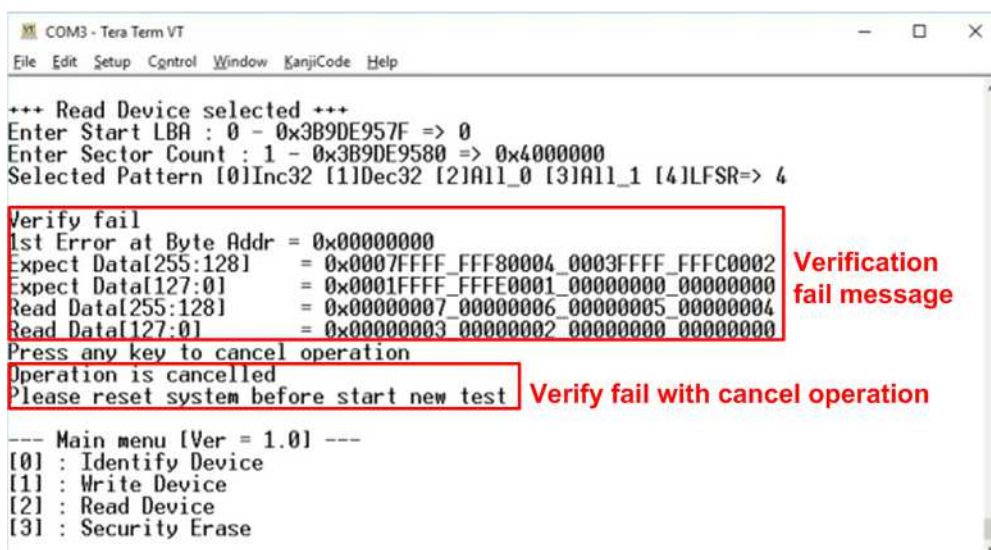 COM3 - Tera Term VT
File Edit Setup Control Window KanjiCode Help
+++ Read Device selected +++
Enter Start LBA : 0 - 0x3B9DE957F => 0
Enter Sector Count : 1 - 0x3B9DE9580 => 0x4000000
Selected Pattern [0]Inc32 [1]Dec32 [2]All_0 [3]All_1 [4]LFSR=> 4
Verify fail
1st Error at Byte Addr = 0x00000000
Expect Data[255:128] = 0x0007FFFF_FFF80004_0003FFFF_FFFC0002
Expect Data[127:0] = 0x0001FFFF_FFFE0001_00000000_00000000
Read Data[255:128] = 0x00000007_00000006_00000005_00000004
Read Data[127:0] = 0x00000003_00000002_00000000_00000000
Verification
fail message
Press any key to cancel operation
Operation is cancelled
Please reset system before start new test
Verify fail with cancel operation
--- Main menu [Ver = 1.0] ---
[0] : Identify Device
[1] : Write Device
[2] : Read Device
[3] : Security Erase